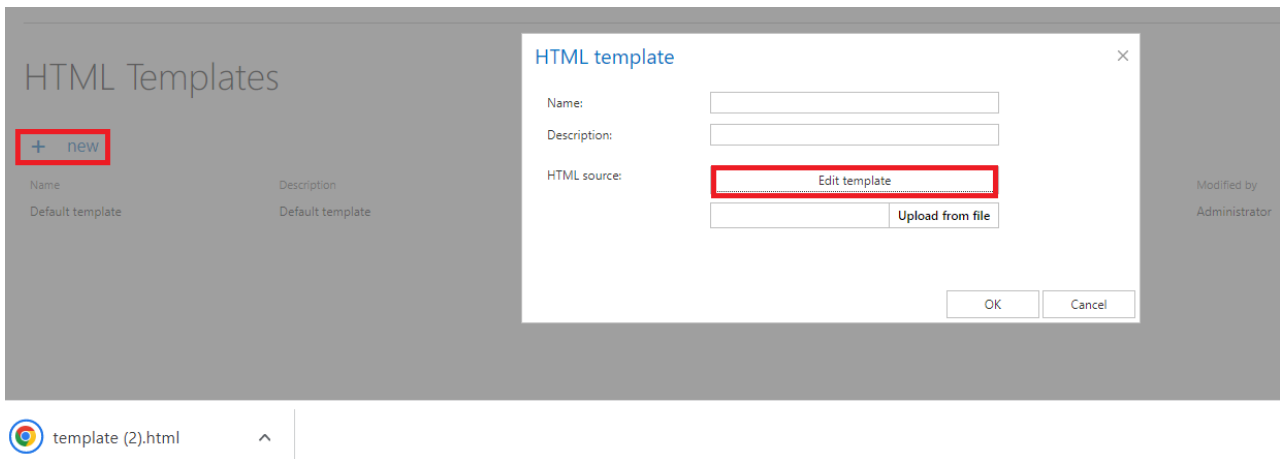 HTML Templates
+ new
Name Description Modified by
Default template Default template Administrator
HTML template
Name:
Description:
HTML source: Edit template
Upload from file
OK Cancel
template (2).html